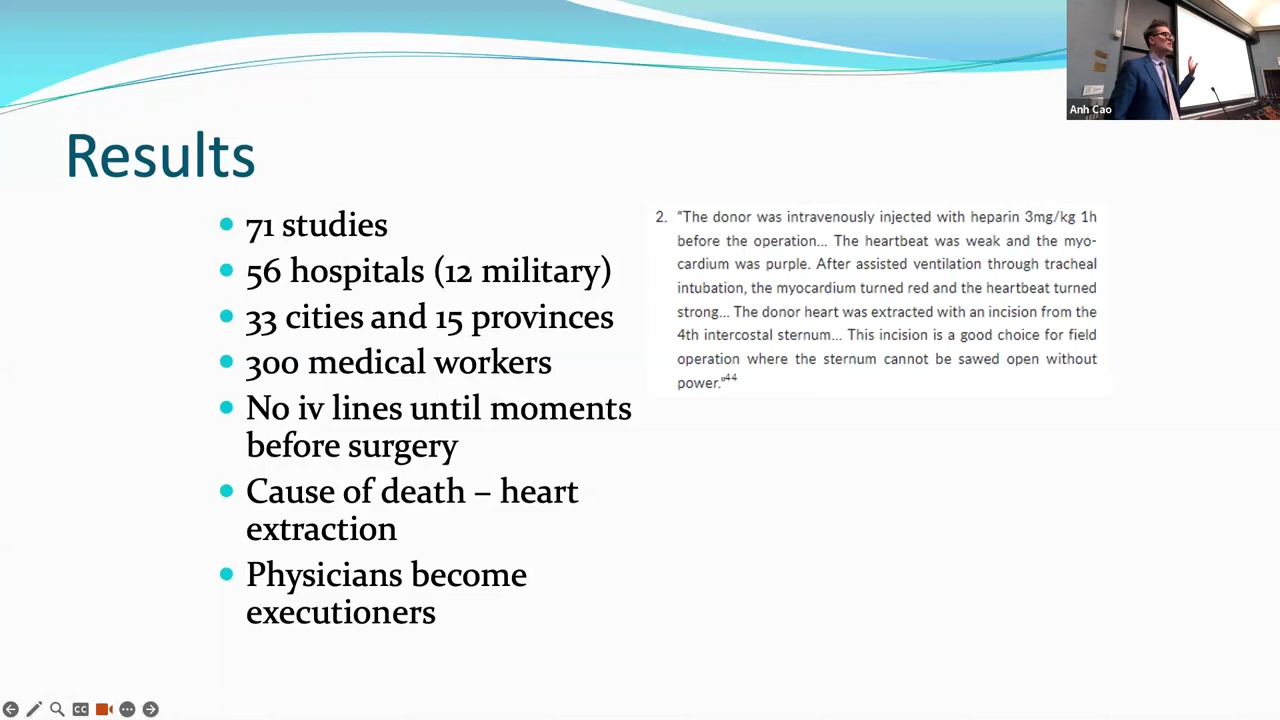 Anh Cao
Results
• 71 studies
• 56 hospitals (12 military)
• 33 cities and 15 provinces
• 300 medical workers
• No iv lines until moments
before surgery
• Cause of death – heart
extraction
• Physicians become
executioners
2. "The donor was intravenously injected with heparin 3mg/kg 1h
before the operation... The heartbeat was weak and the myo-
cardium was purple. After assisted ventilation through tracheal
intubation, the myocardium turned red and the heartbeat turned
strong... The donor heart was extracted with an incision from the
4th intercostal sternum... This incision is a good choice for field
operation where the sternum cannot be sawed open without
power."44
CC